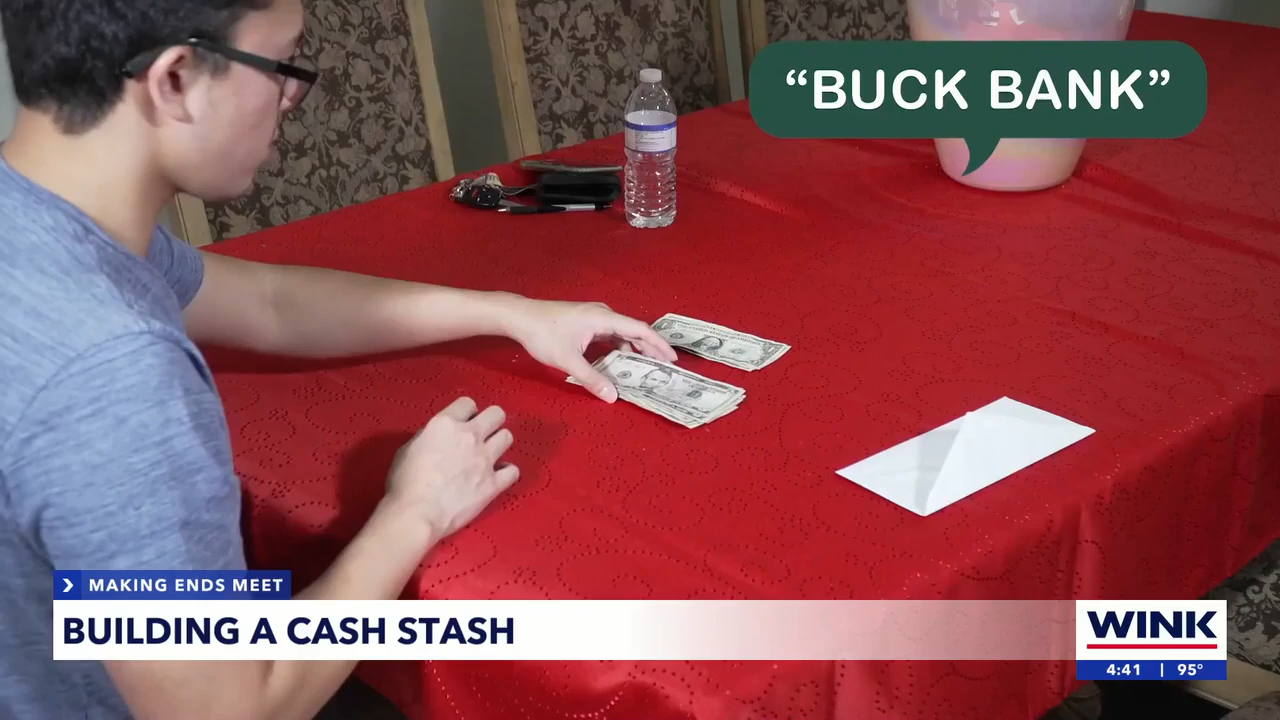 “BUCK BANK”
MAKING ENDS MEET
BUILDING A CASH STASH
WINK
4:41 | 95°